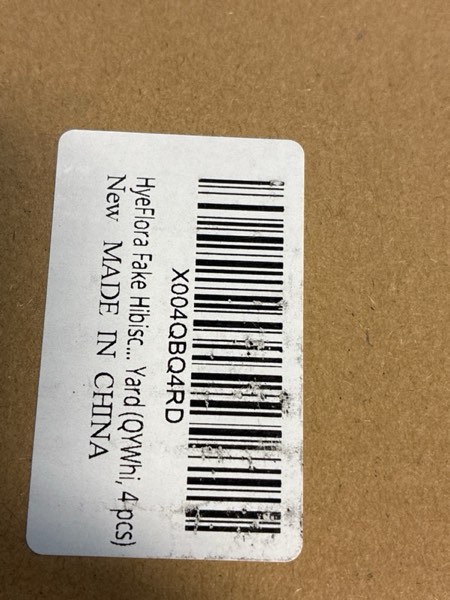 X004QBQ4RD
HyeFlora Fake Hibisc... Yard (QYWhi, 4 pcs)
New MADE IN CHINA